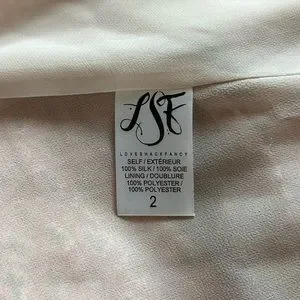 LSF
LOVESHACKFANCY
SELF / EXTÉRIEUR
100% SILK / 100% SOIE
LINING / DOUBLURE
100% POLYESTER /
100% POLYESTER
2